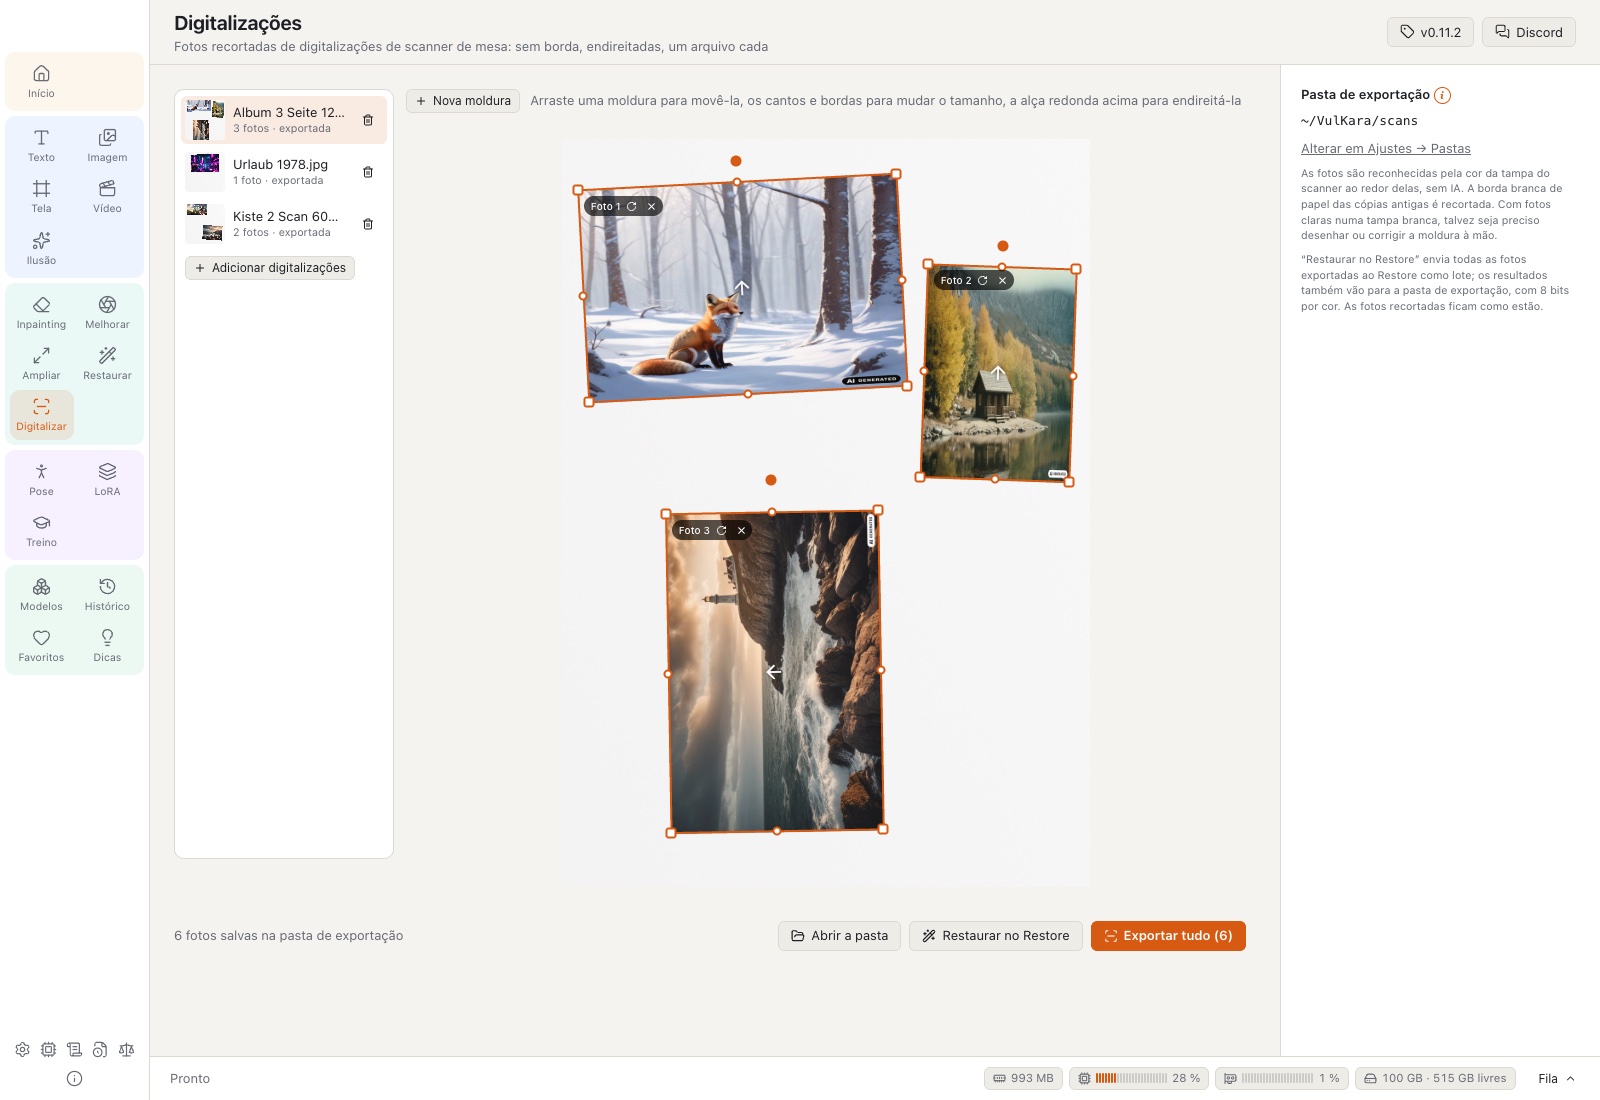 Digitalizações
Fotos recortadas de digitalizações de scanner de mesa: sem borda, endireitadas, um arquivo cada
v0.11.2
Discord
Início
Texto
Imagem
Tela
Vídeo
Ilusão
Inpainting
Melhorar
Ampliar
Restaurar
Digitalizar
Pose
LoRA
Treino
Modelos
Histórico
Favoritos
Dicas
Album 3 Seite 12...
3 fotos · exportada
Urlaub 1978.jpg
1 foto · exportada
Kiste 2 Scan 60...
2 fotos · exportada
Adicionar digitalizações
Nova moldura
Arraste uma moldura para movê-la, os cantos e bordas para mudar o tamanho, a alça redonda acima para endireitá-la
Foto 1
AI GENERATED
Foto 2
Foto 3
AI GENERATED
Pasta de exportação
~/VulKara/scans
Alterar em Ajustes → Pastas
As fotos são reconhecidas pela cor da tampa do
scanner ao redor delas, sem IA. A borda branca de
papel das cópias antigas é recortada. Com fotos
claras numa tampa branca, talvez seja preciso
desenhar ou corrigir a moldura à mão.
“Restaurar no Restore” envia todas as fotos
exportadas ao Restore como lote; os resultados
também vão para a pasta de exportação, com 8 bits
por cor. As fotos recortadas ficam como estão.
6 fotos salvas na pasta de exportação
Abrir a pasta
Restaurar no Restore
Exportar tudo (6)
Pronto
993 MB
28 %
1 %
100 GB · 515 GB livres
Fila